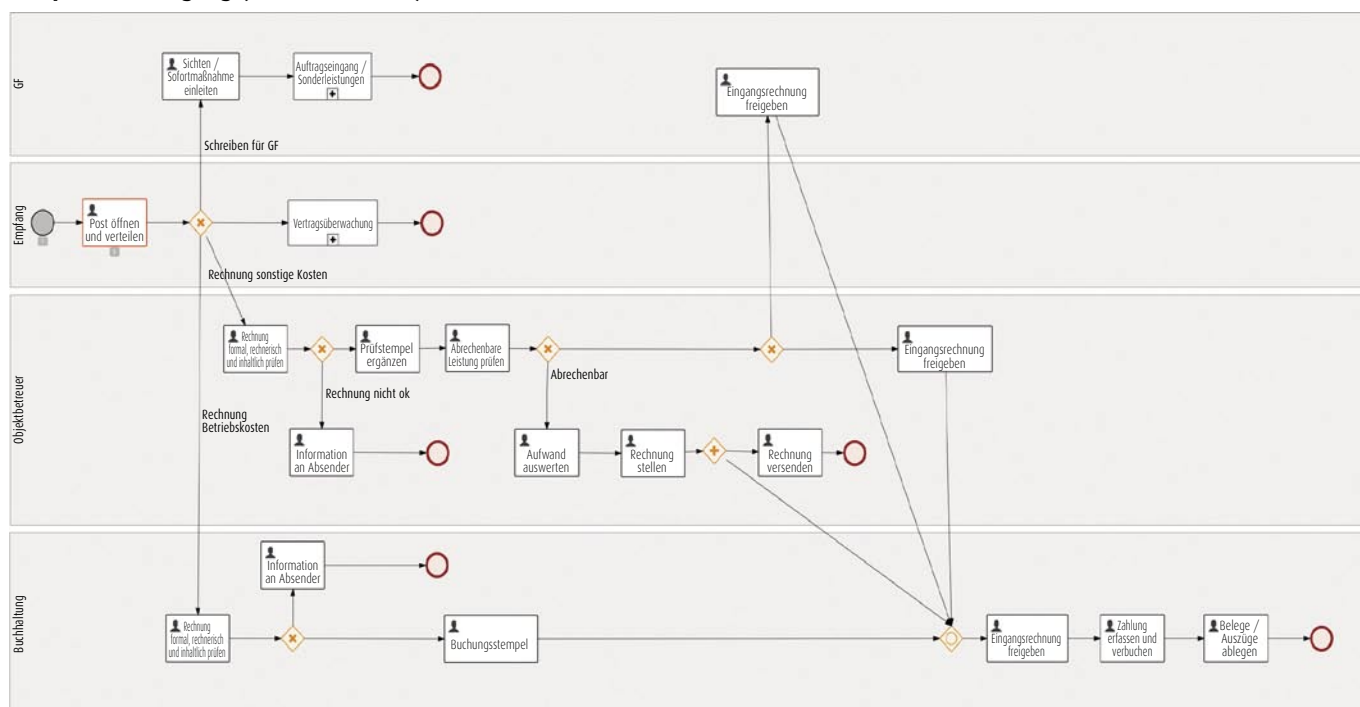 GF
Sichten /
Sofortmaßnahme
einleiten
Auftragseingang /
Sonderleistungen
Eingangsrechnung
freigeben
Schreiben für GF
Empfang
Post öffnen
und verteilen
Vertragsüberwachung
Rechnung sonstige Kosten
Objektbetreuer
Rechnung
formal, rechnerisch
und inhaltlich prüfen
Prüfstempel
ergänzen
Abrechenbare
Leistung prüfen
Eingangsrechnung
freigeben
Rechnung nicht ok
Abrechenbar
Rechnung
Betriebskosten
Information
an Absender
Aufwand
auswerten
Rechnung
stellen
Rechnung
versenden
Buchhaltung
Information
an Absender
Rechnung
formal, rechnerisch
und inhaltlich prüfen
Buchungsstempel
Eingangsrechnung
freigeben
Zahlung
erfassen und
verbuchen
Belege /
Auszüge
ablegen